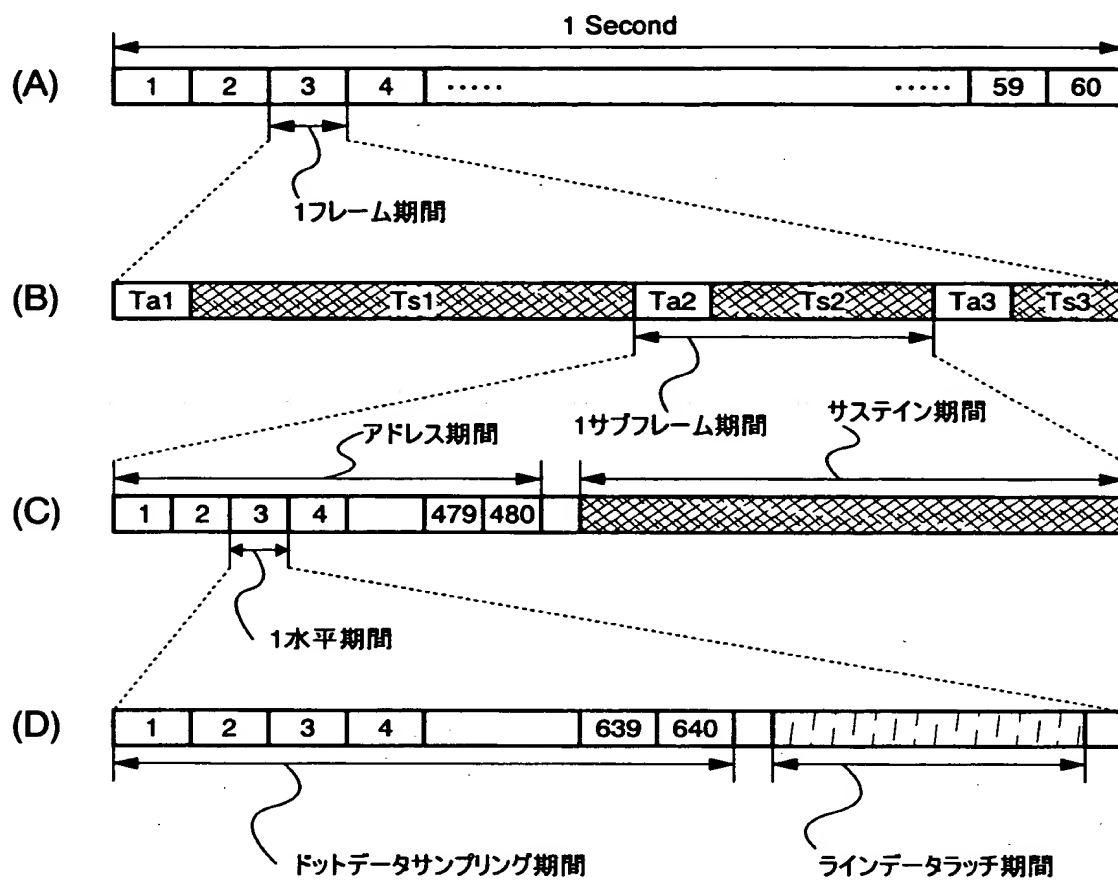 1 Second
(A) 1 2 3 4 ····· ····· 59 60
1フレーム期間
(B) Ta1 Ts1 Ta2 Ts2 Ta3 Ts3
1サブフレーム期間
アドレス期間
サステイン期間
(C) 1 2 3 4 479 480
1水平期間
(D) 1 2 3 4 639 640
ドットデータサンプリング期間
ラインデータラッチ期間